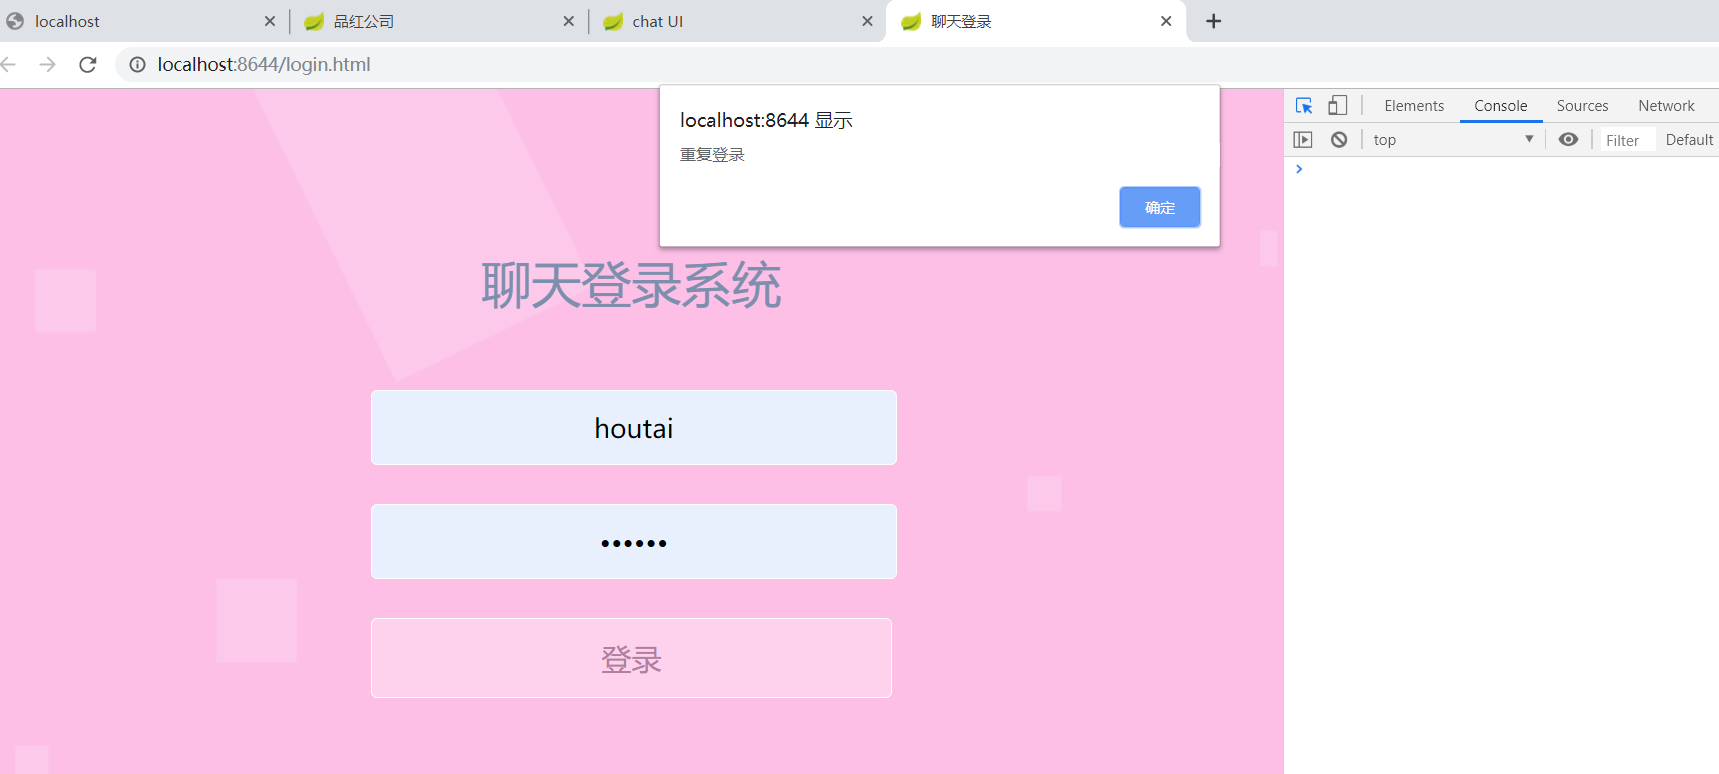 localhost
品红公司
chat UI
聊天登录
localhost:8644/login.html
localhost:8644 显示
重复登录
确定
Elements Console Sources Network
top Filter Default
聊天登录系统
houtai
••••••
登录